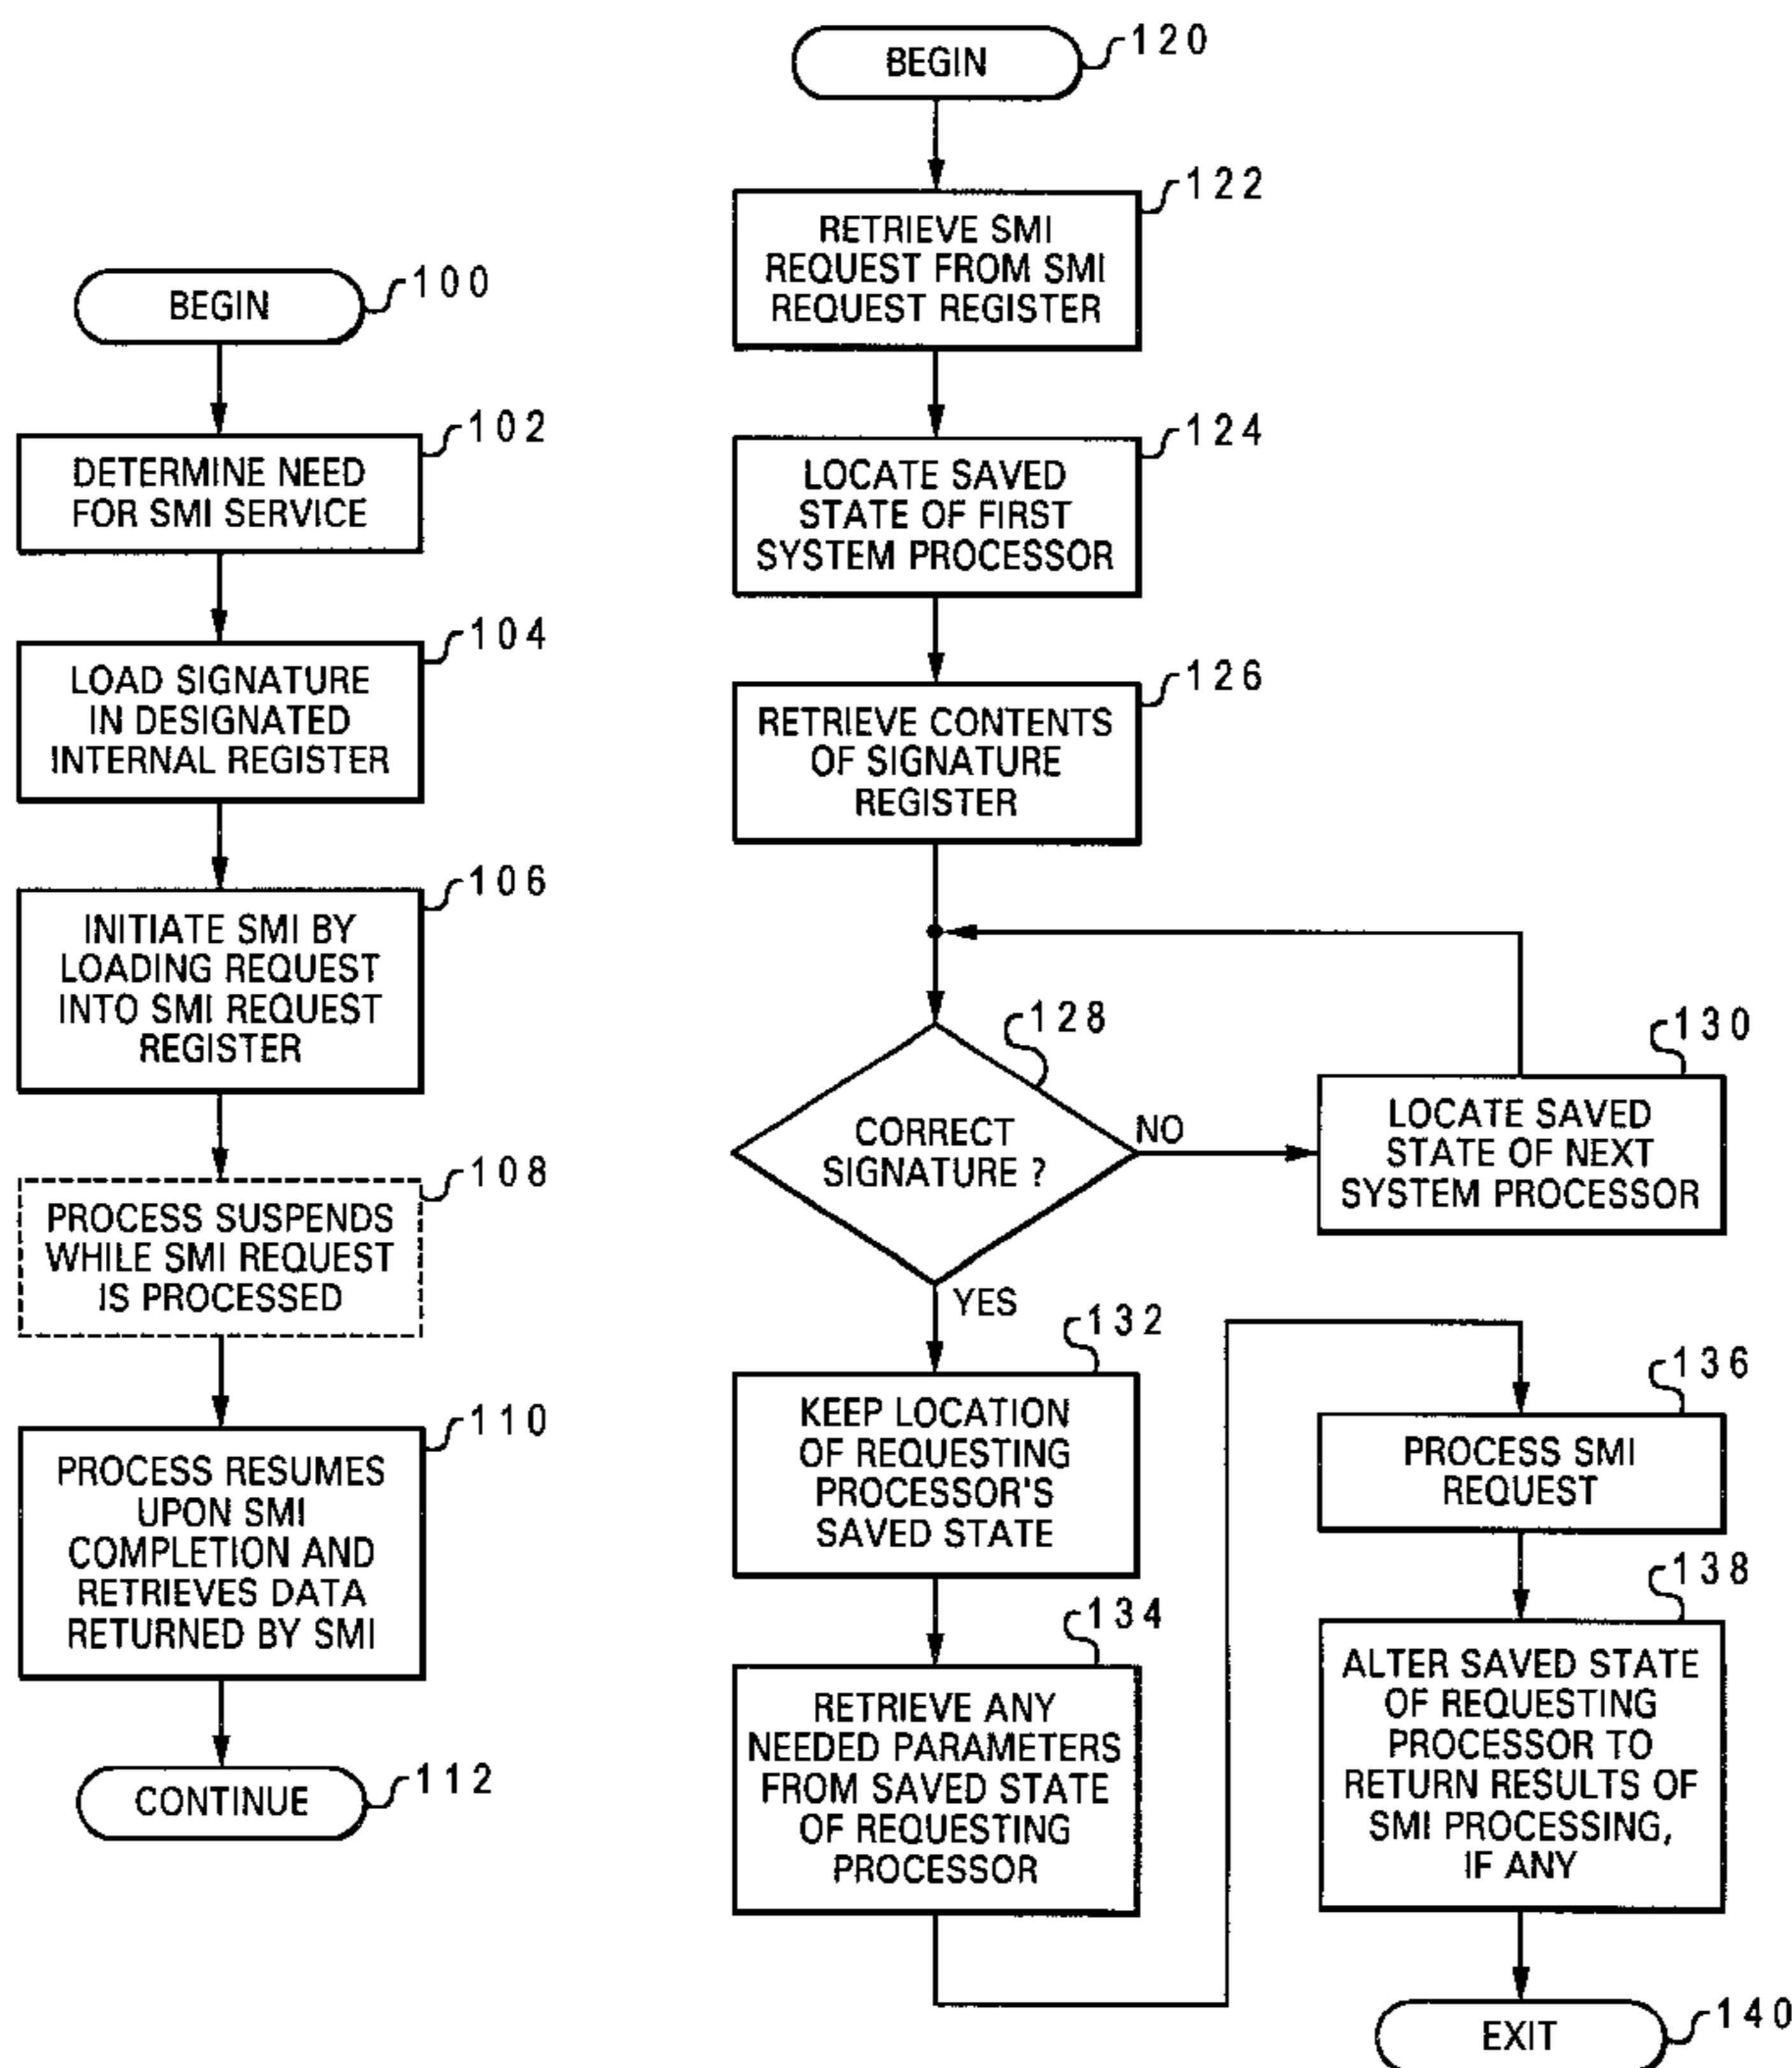 BEGIN
100
102
DETERMINE NEED
FOR SMI SERVICE
104
LOAD SIGNATURE
IN DESIGNATED
INTERNAL REGISTER
106
INITIATE SMI BY
LOADING REQUEST
INTO SMI REQUEST
REGISTER
108
PROCESS SUSPENDS
WHILE SMI REQUEST
IS PROCESSED
110
PROCESS RESUMES
UPON SMI
COMPLETION AND
RETRIEVES DATA
RETURNED BY SMI
CONTINUE
112
BEGIN
120
122
RETRIEVE SMI
REQUEST FROM SMI
REQUEST REGISTER
124
LOCATE SAVED
STATE OF FIRST
SYSTEM PROCESSOR
126
RETRIEVE CONTENTS
OF SIGNATURE
REGISTER
128
CORRECT
SIGNATURE ?
NO
130
LOCATE SAVED
STATE OF NEXT
SYSTEM PROCESSOR
YES
132
KEEP LOCATION
OF REQUESTING
PROCESSOR'S
SAVED STATE
134
RETRIEVE ANY
NEEDED PARAMETERS
FROM SAVED STATE
OF REQUESTING
PROCESSOR
136
PROCESS SMI
REQUEST
138
ALTER SAVED STATE
OF REQUESTING
PROCESSOR TO
RETURN RESULTS OF
SMI PROCESSING,
IF ANY
EXIT
140